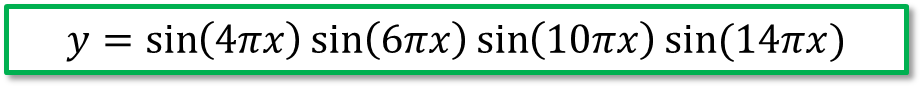 y = sin(4πx) sin(6πx) sin(10πx) sin(14πx)